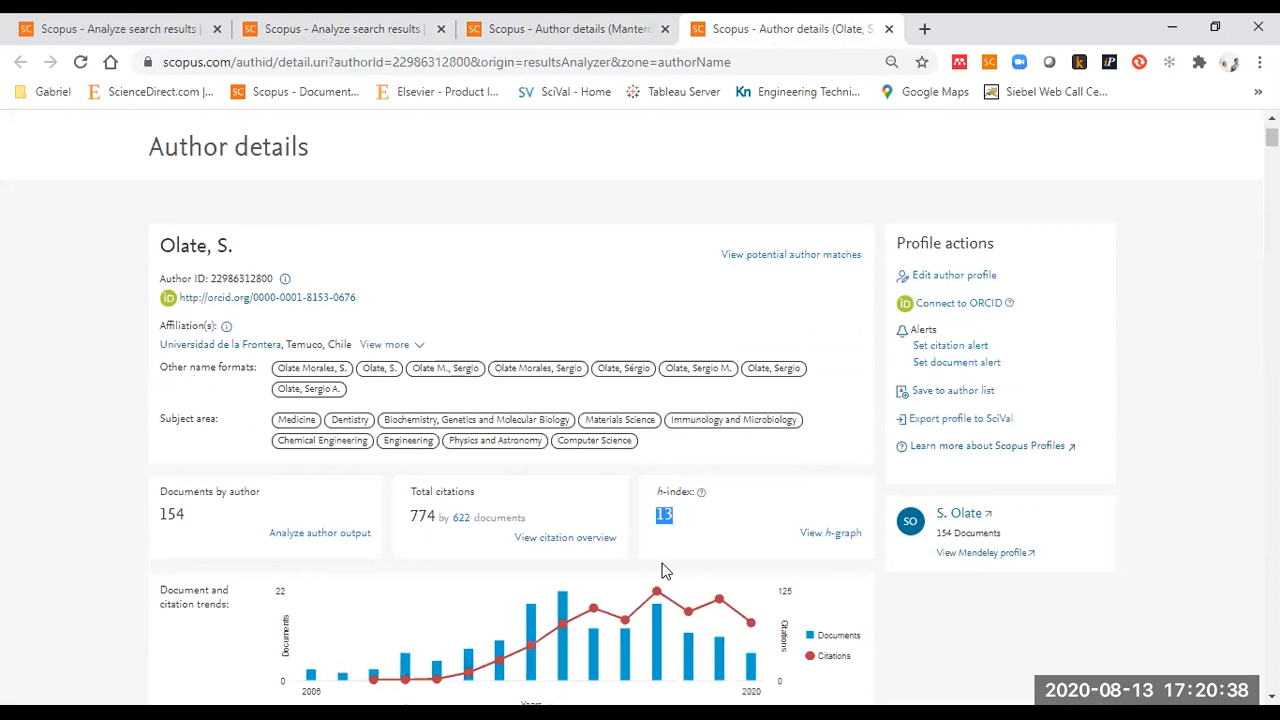 Scopus - Analyze search results
Scopus - Analyze search results
Scopus - Author details (Manter
Scopus - Author details (Olate, S
scopus.com/authid/detail.uri?authorId=22986312800&origin=resultsAnalyzer&zone=authorName
Gabriel
ScienceDirect.com |...
Scopus - Document...
Elsevier - Product I...
SV SciVal - Home
Tableau Server
Kn Engineering Techni...
Google Maps
Siebel Web Call Ce...
Author details
Olate, S.
View potential author matches
Author ID: 22986312800
iD http://orcid.org/0000-0001-8153-0676
Affiliation(s):
Universidad de la Frontera, Temuco, Chile View more
Other name formats: Olate Morales, S. Olate, S. Olate M., Sergio Olate Morales, Sergio Olate, Sérgio Olate, Sergio M. Olate, Sergio
Olate, Sergio A.
Subject area: Medicine Dentistry Biochemistry, Genetics and Molecular Biology Materials Science Immunology and Microbiology
Chemical Engineering Engineering Physics and Astronomy Computer Science
Profile actions
Edit author profile
iD Connect to ORCID
Alerts
Set citation alert
Set document alert
Save to author list
Export profile to SciVal
Learn more about Scopus Profiles
Documents by author
154
Analyze author output
Total citations
774 by 622 documents
View citation overview
h-index:
13
View h-graph
SO
S. Olate
154 Documents
View Mendeley profile
Document and
citation trends:
22
Documents
0
2006
2020
Years
125
Citations
0
Documents
Citations
2020-08-13 17:20:38